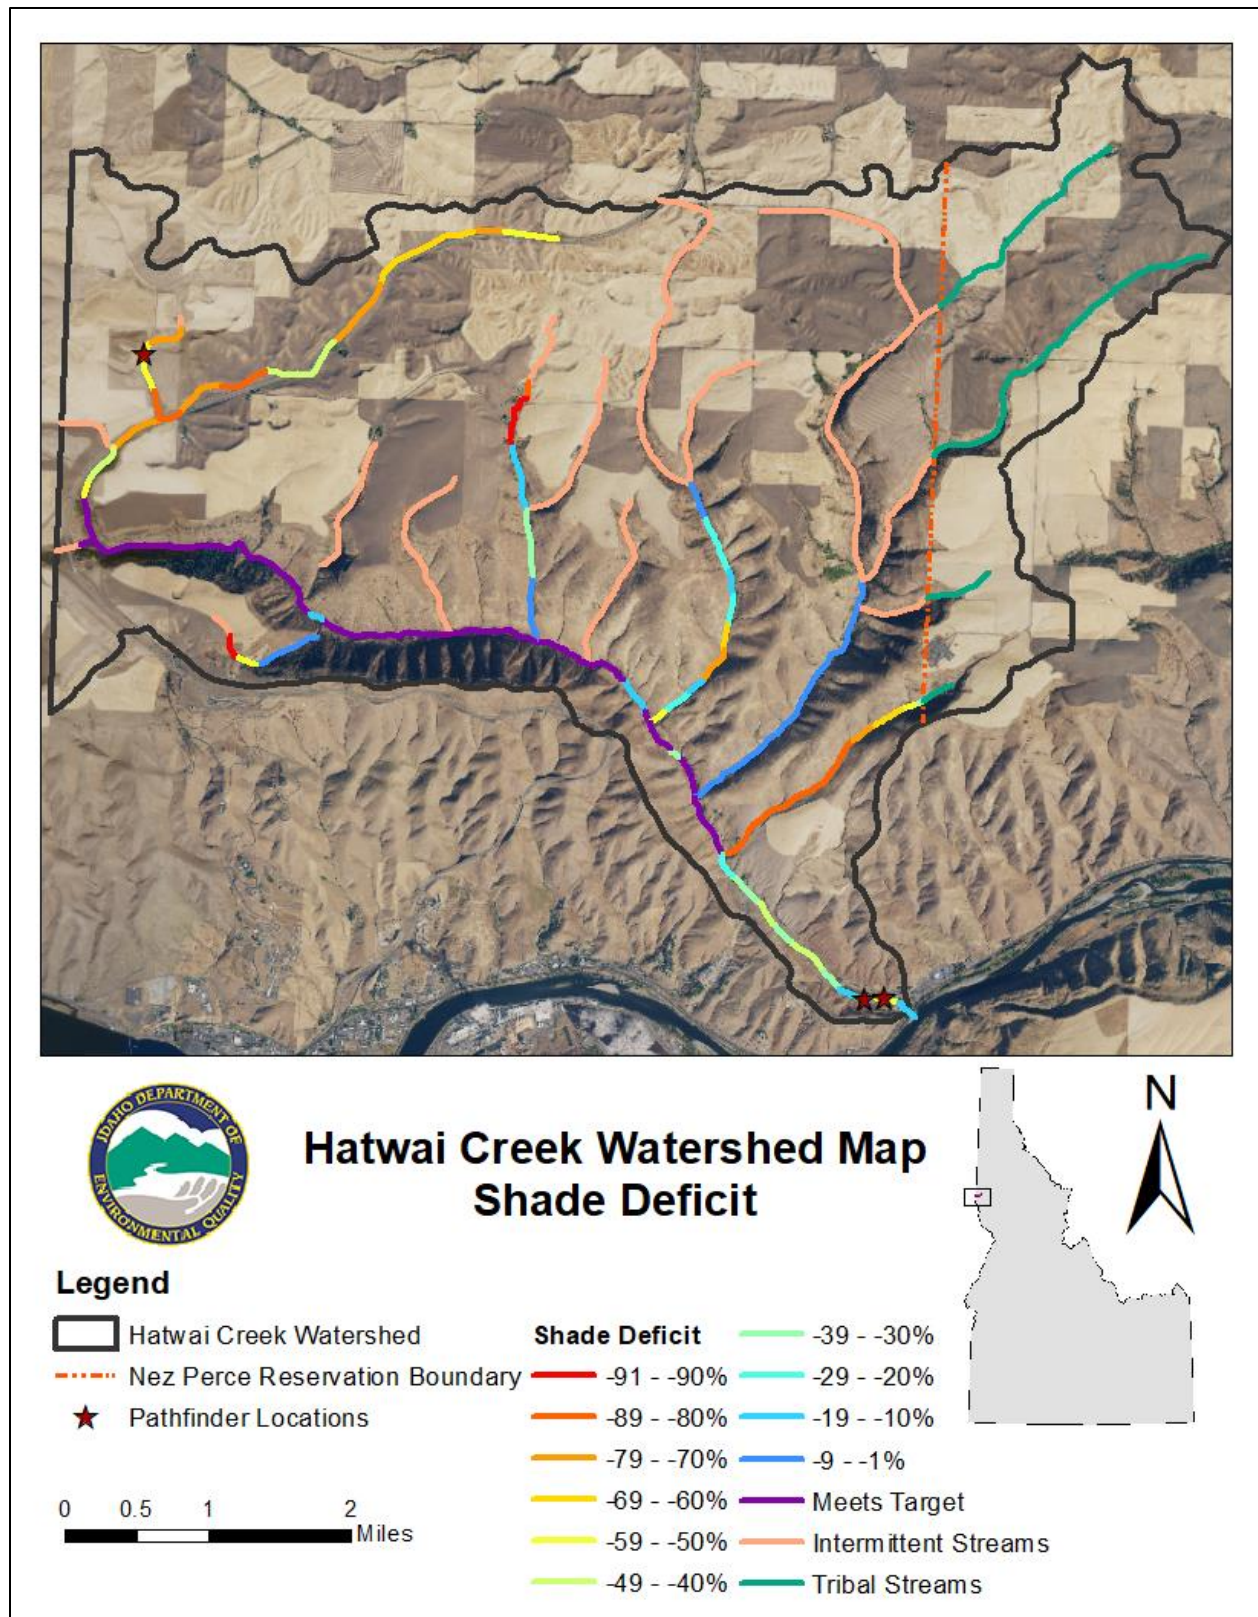 IDAHO DEPARTMENT OF
ENVIRONMENTAL QUALITY
Hatwai Creek Watershed Map
Shade Deficit
N
Legend
Hatwai Creek Watershed
Nez Perce Reservation Boundary
Pathfinder Locations
0 0.5 1 2
Miles
Shade Deficit
-91 - -90%
-89 - -80%
-79 - -70%
-69 - -60%
-59 - -50%
-49 - -40%
-39 - -30%
-29 - -20%
-19 - -10%
-9 - -1%
Meets Target
Intermittent Streams
Tribal Streams